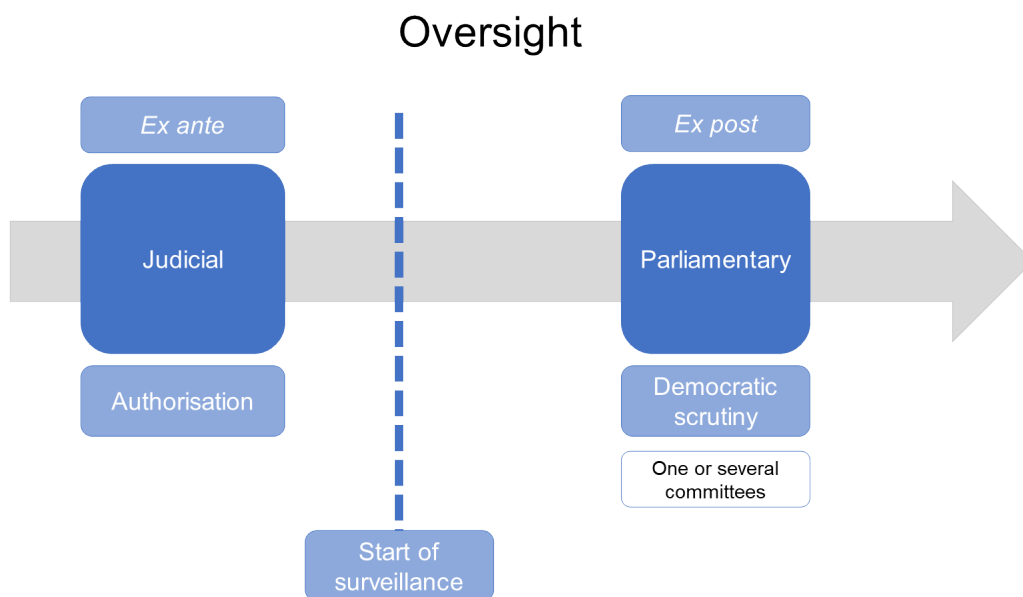 Oversight
Ex ante
Ex post
Judicial
Parliamentary
Authorisation
Democratic
scrutiny
One or several
committees
Start of
surveillance